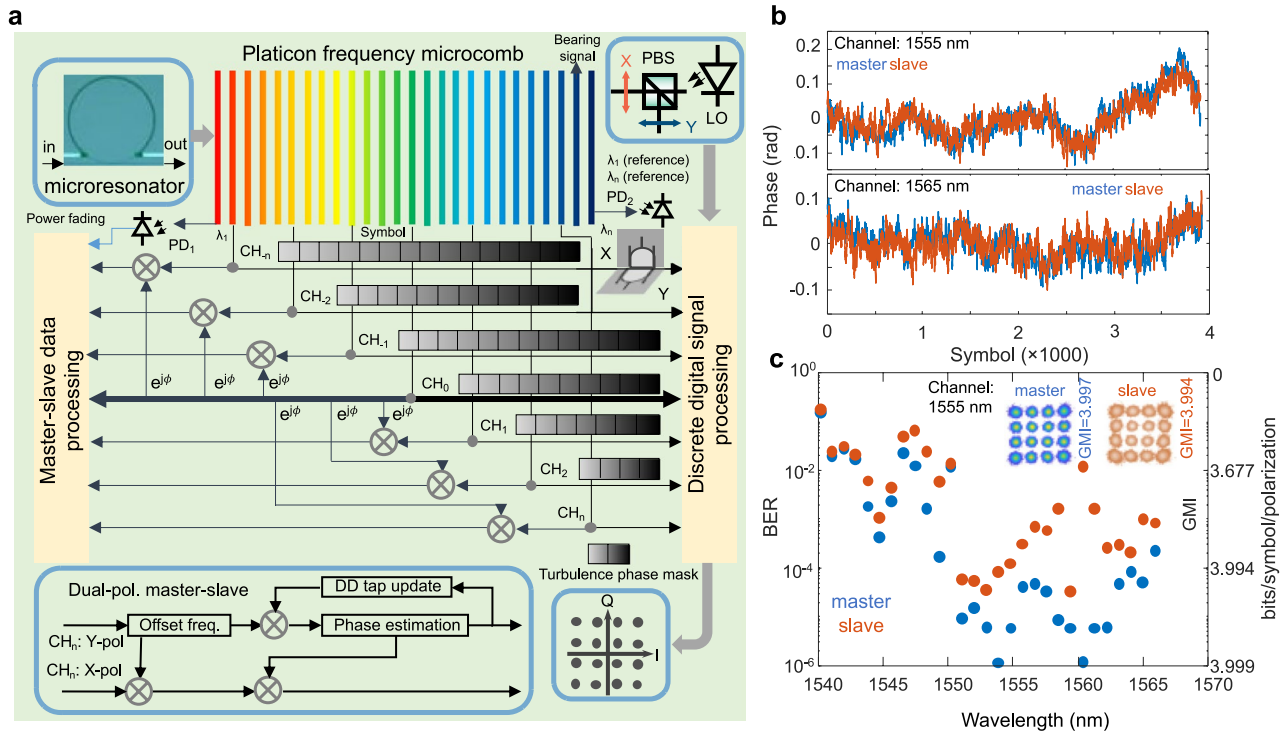 a
Platicon frequency microcomb
Bearing
signal
X
PBS
LO
Y
in
out
microresonator
λ1 (reference)
λn (reference)
PD2
Power fading
PD1
λ1
λn
Symbol
CH-n
X
Y
CH-2
CH-1
CH0
CH1
CH2
CHn
ejϕ
ejϕ
ejϕ
ejϕ
ejϕ
ejϕ
Master-slave data
processing
Discrete digital signal
processing
Turbulence phase mask
Dual-pol. master-slave
DD tap update
Offset freq.
Phase estimation
CHn: Y-pol
CHn: X-pol
Q
I
b
Channel: 1555 nm
master slave
0.2
0.1
0
0.1
Channel: 1565 nm
master slave
0.1
0
-0.1
Phase (rad)
0
1
2
3
4
Symbol (×1000)
c
Channel:
1555 nm
master
GMI=3.997
slave
GMI=3.994
10^0
10^-2
10^-4
10^-6
BER
master
slave
0
3.677
3.994
3.999
GMI
bits/symbol/polarization
1540
1545
1550
1555
1560
1565
1570
Wavelength (nm)